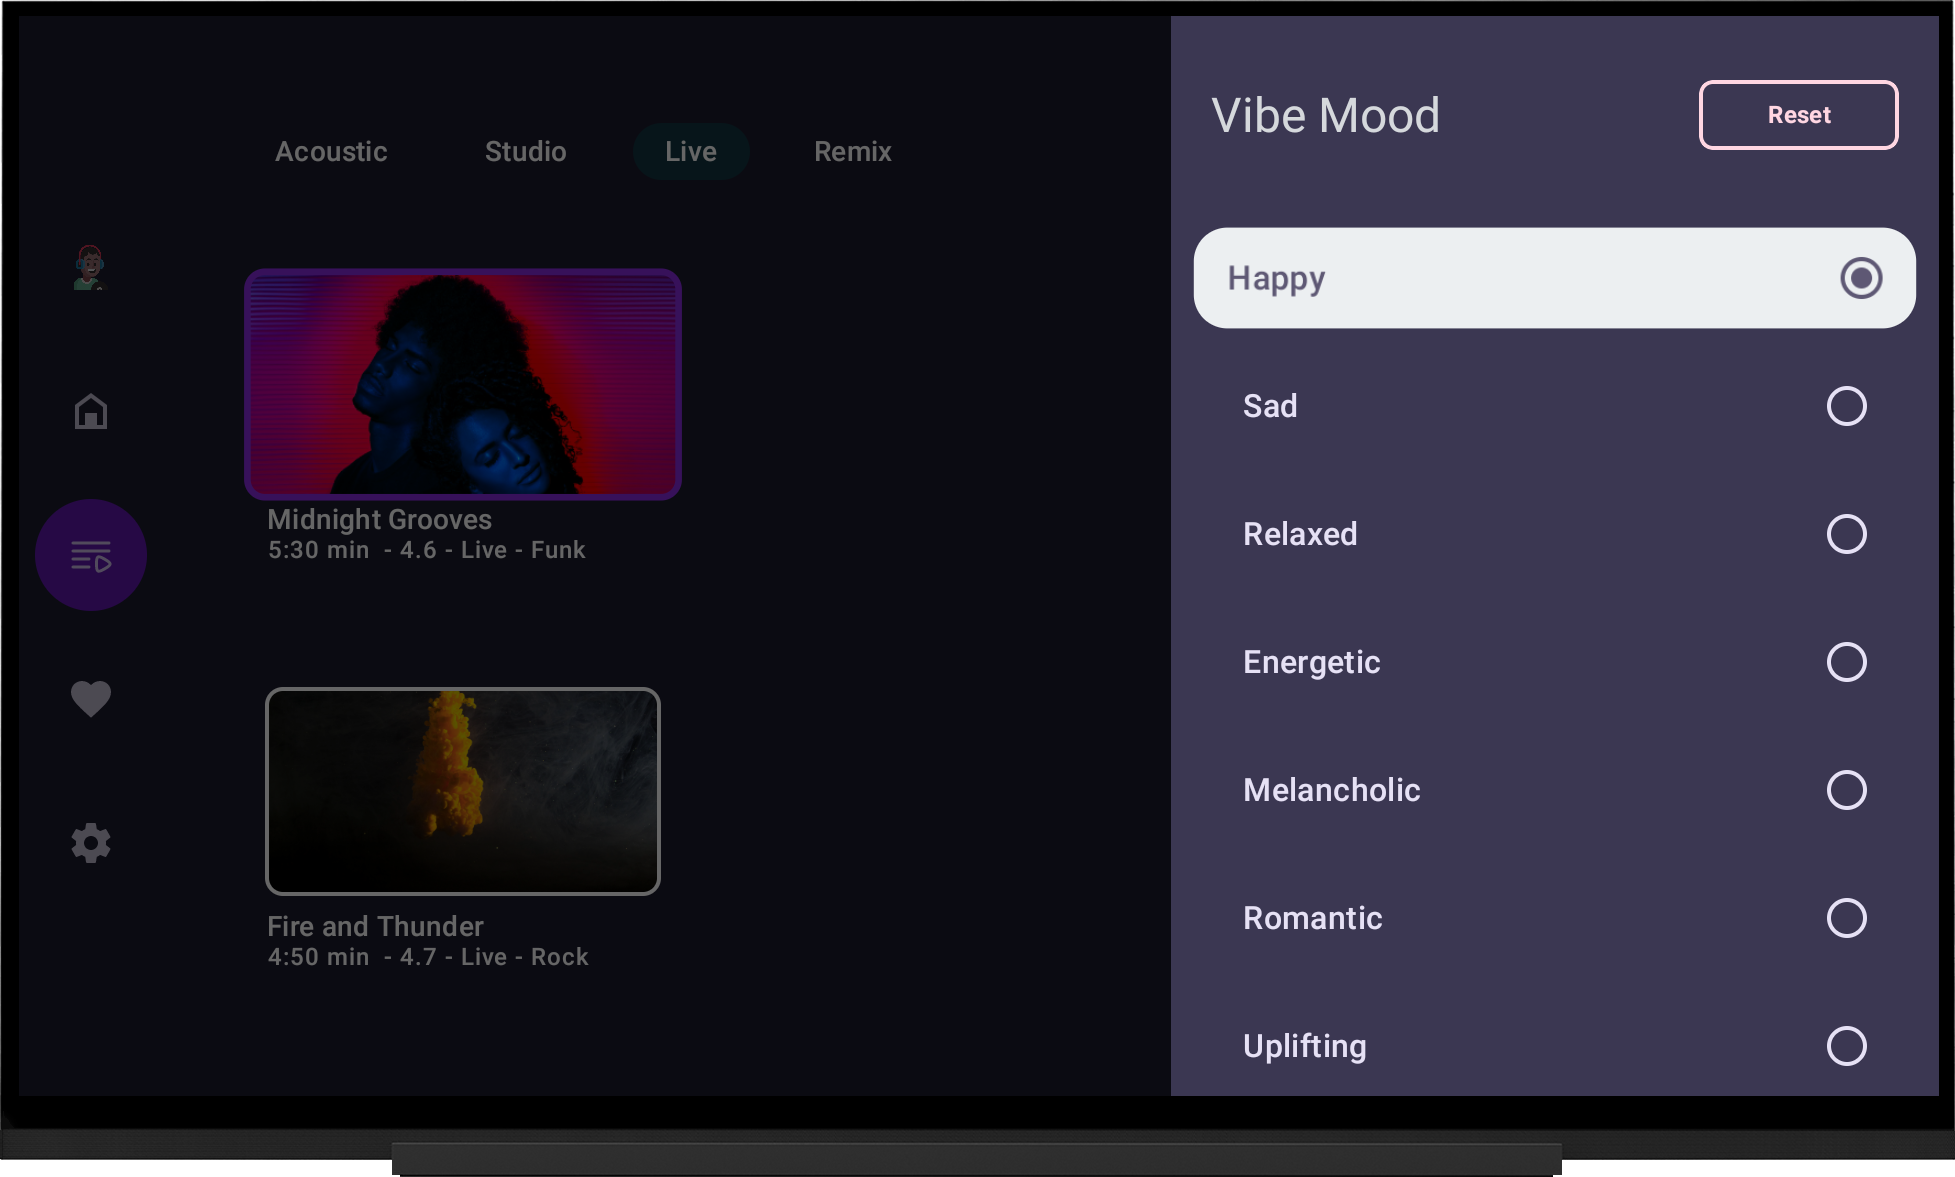 Acoustic
Studio
Live
Remix
Midnight Grooves
5:30 min - 4.6 - Live - Funk
Fire and Thunder
4:50 min - 4.7 - Live - Rock
Vibe Mood
Reset
Happy
Sad
Relaxed
Energetic
Melancholic
Romantic
Uplifting